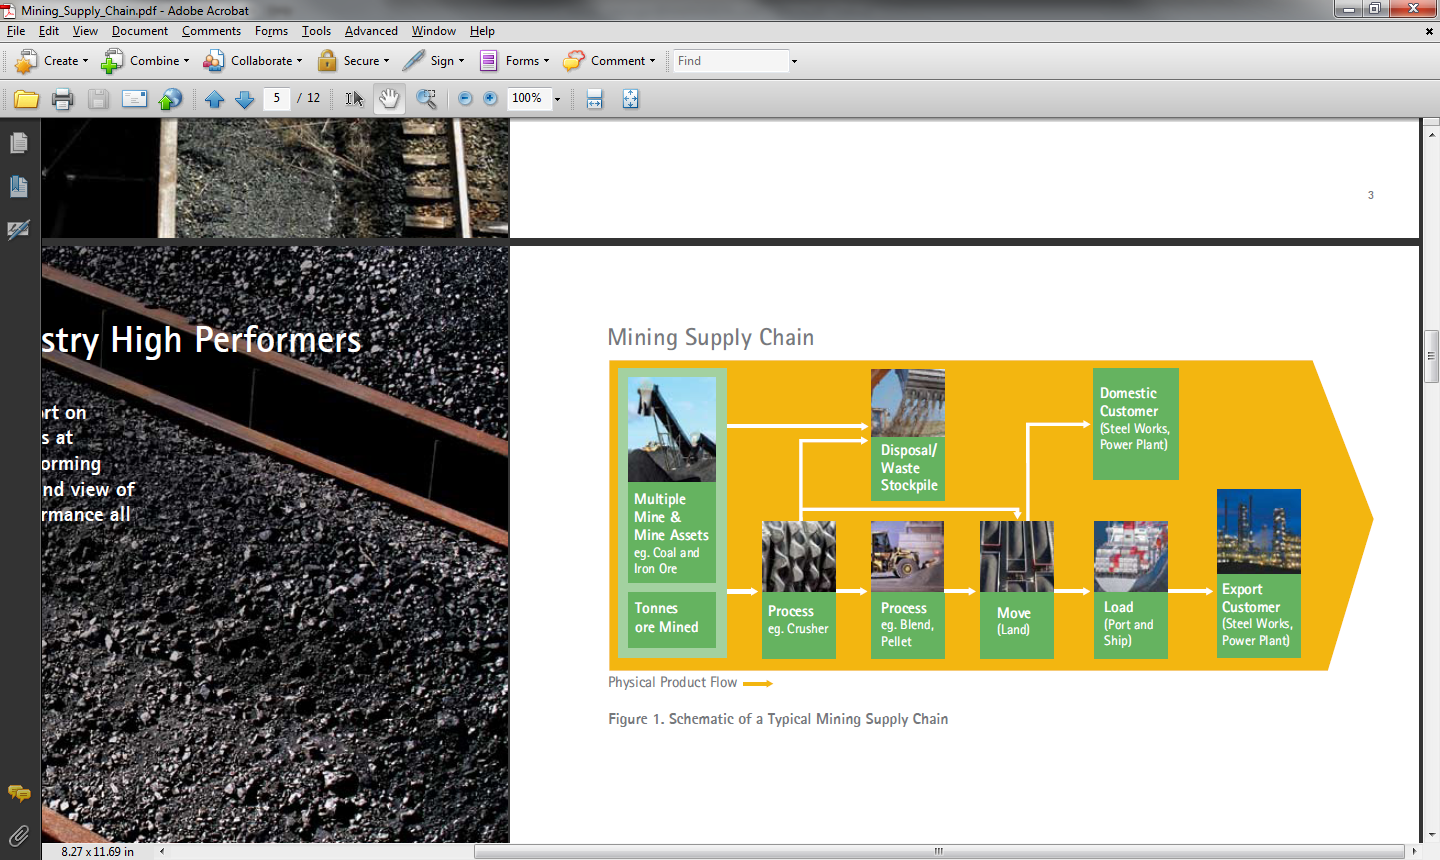 Mining_Supply_Chain.pdf - Adobe Acrobat
File Edit View Document Comments Forms Tools Advanced Window Help
Create Combine Collaborate Secure Sign Forms Comment Find
5 / 12 100%
3
stry High Performers
ort on
s at
orming
nd view of
rmance all
Mining Supply Chain
Multiple
Mine &
Mine Assets
eg. Coal and
Iron Ore
Tonnes
ore Mined
Disposal/
Waste
Stockpile
Domestic
Customer
(Steel Works,
Power Plant)
Process
eg. Crusher
Process
eg. Blend,
Pellet
Move
(Land)
Load
(Port and
Ship)
Export
Customer
(Steel Works,
Power Plant)
Physical Product Flow
Figure 1. Schematic of a Typical Mining Supply Chain
8.27 x 11.69 in